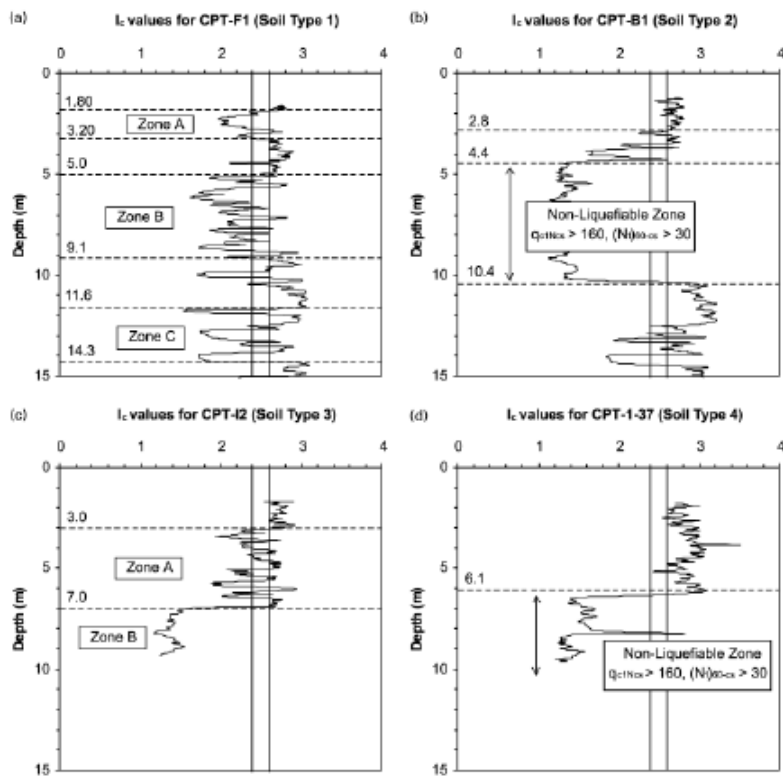 (a)
I꜀ values for CPT-F1 (Soil Type 1)
0 1 2 3 4
0
5
10
15
Depth (m)
1.80
Zone A
3.20
5.0
Zone B
9.1
11.6
Zone C
14.3
(b)
I꜀ values for CPT-B1 (Soil Type 2)
0 1 2 3 4
0
5
10
15
Depth (m)
2.8
4.4
Non-Liquefiable Zone
qc1Ncs > 160, (N₁)60-cs > 30
10.4
(c)
I꜀ values for CPT-I2 (Soil Type 3)
0 1 2 3 4
0
5
10
15
Depth (m)
3.0
Zone A
7.0
Zone B
(d)
I꜀ values for CPT-1-37 (Soil Type 4)
0 1 2 3 4
0
5
10
15
Depth (m)
6.1
Non-Liquefiable Zone
qc1Ncs > 160, (N₁)60-cs > 30